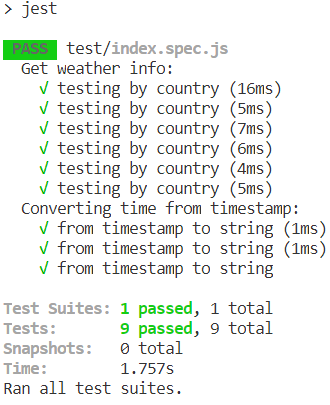 > jest
PASS test/index.spec.js
Get weather info:
√ testing by country (16ms)
√ testing by country (5ms)
√ testing by country (7ms)
√ testing by country (6ms)
√ testing by country (4ms)
√ testing by country (5ms)
Converting time from timestamp:
√ from timestamp to string (1ms)
√ from timestamp to string (1ms)
√ from timestamp to string
Test Suites: 1 passed, 1 total
Tests: 9 passed, 9 total
Snapshots: 0 total
Time: 1.757s
Ran all test suites.